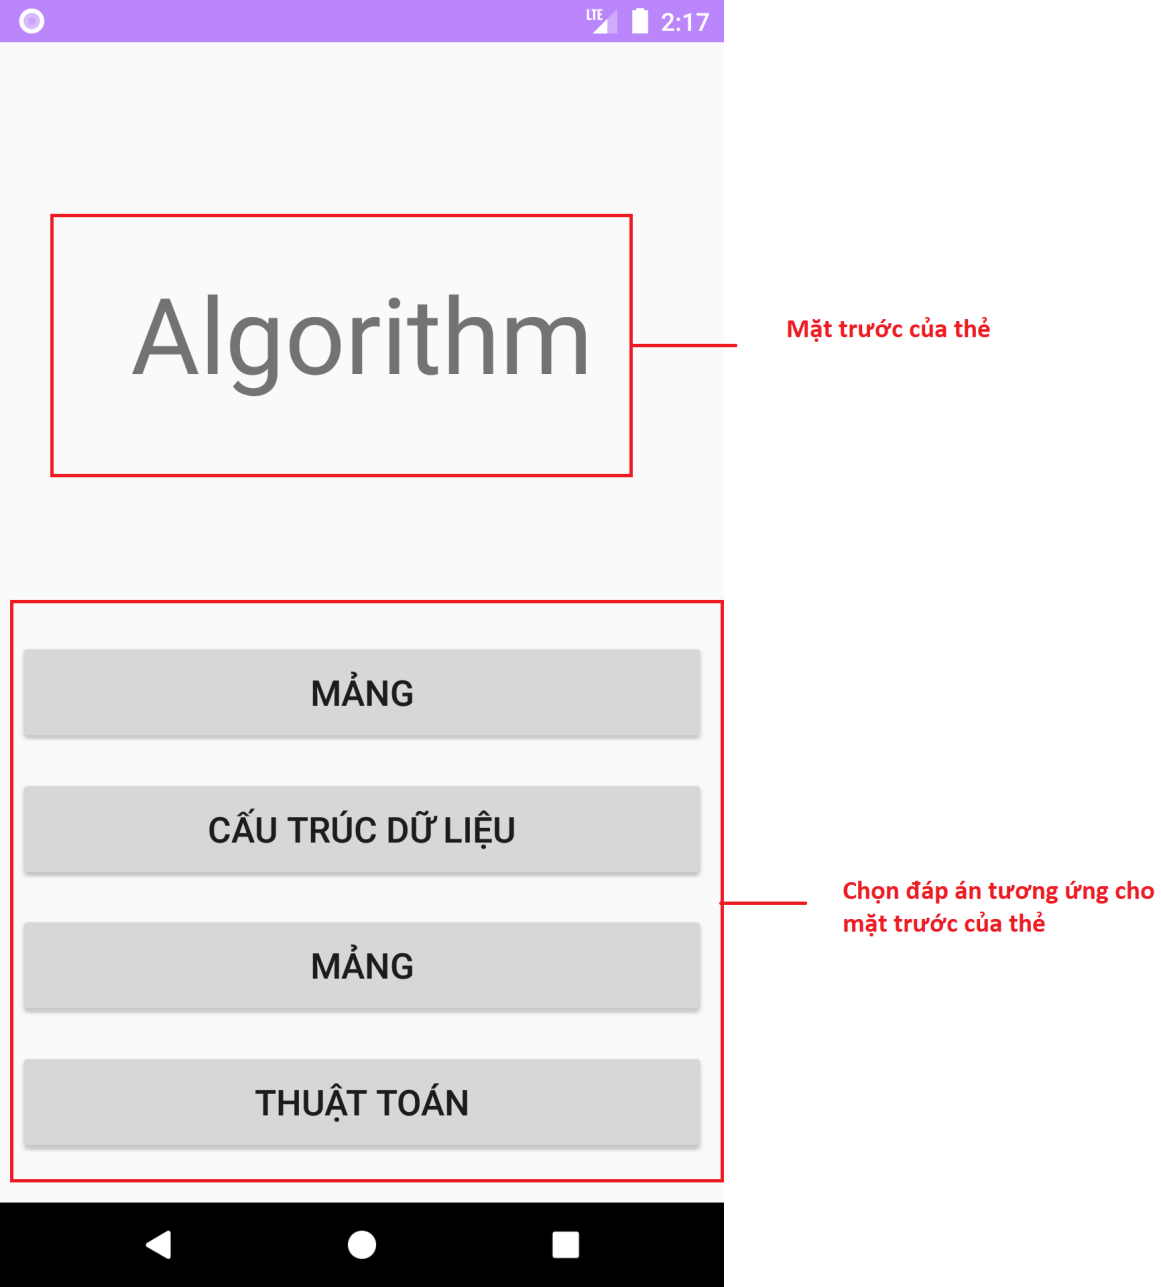 LTE 2:17
Algorithm
Mặt trước của thẻ
MẢNG
CẤU TRÚC DỮ LIỆU
Chọn đáp án tương ứng cho
mặt trước của thẻ
MẢNG
THUẬT TOÁN